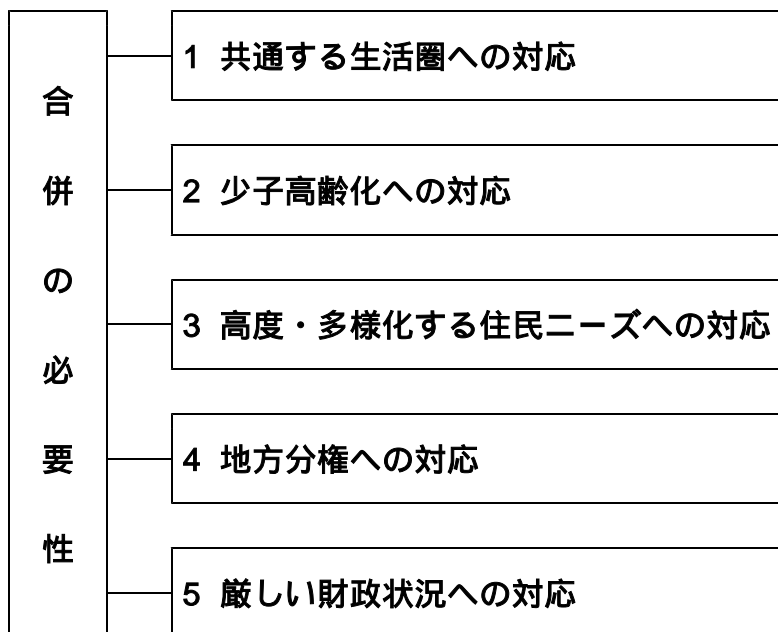 合併の必要性
1 共通する生活圏への対応
2 少子高齢化への対応
3 高度・多様化する住民ニーズへの対応
4 地方分権への対応
5 厳しい財政状況への対応